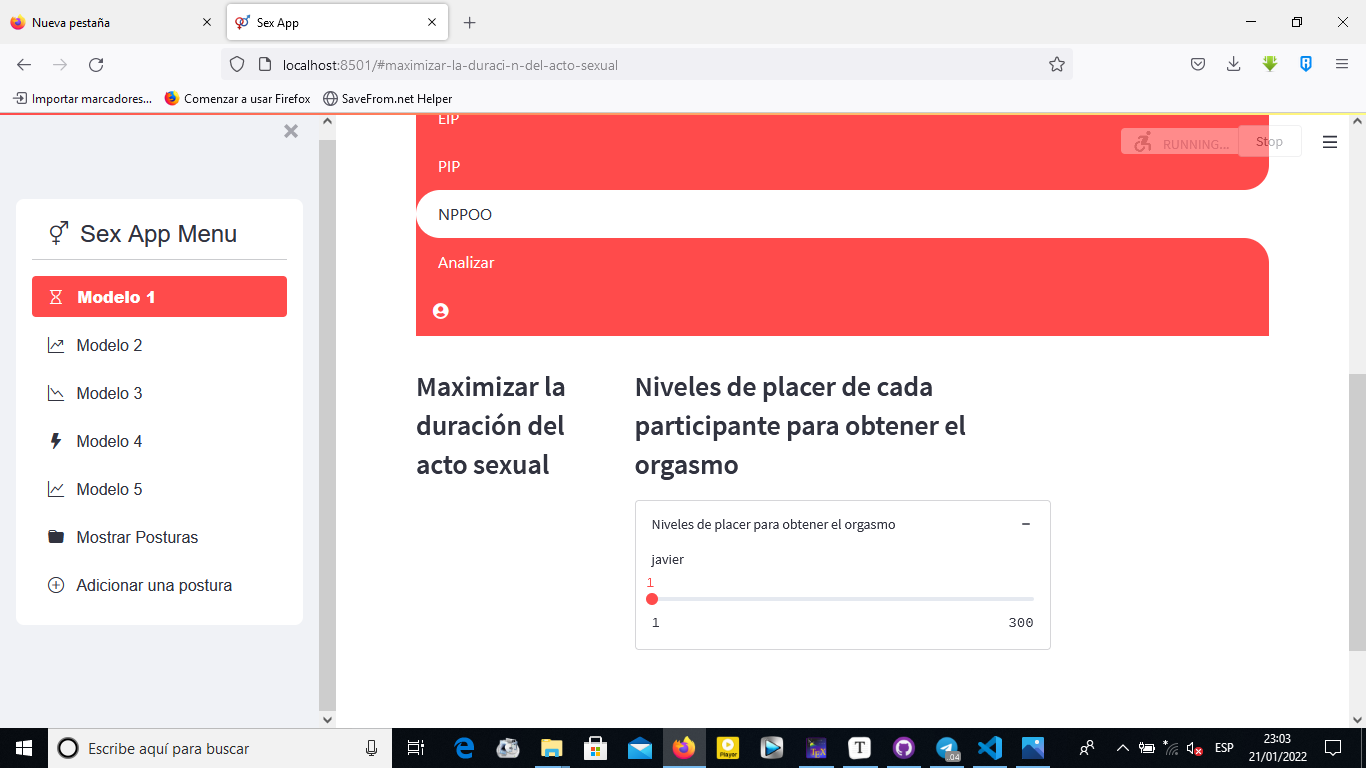 Nueva pestaña
Sex App
localhost:8501/#maximizar-la-duraci-n-del-acto-sexual
Importar marcadores...
Comenzar a usar Firefox
SaveFrom.net Helper
EIP
RUNNING...
Stop
PIP
NPPOO
Analizar
Sex App Menu
Modelo 1
Modelo 2
Modelo 3
Modelo 4
Modelo 5
Mostrar Posturas
Adicionar una postura
Maximizar la
duración del
acto sexual
Niveles de placer de cada
participante para obtener el
orgasmo
Niveles de placer para obtener el orgasmo
javier
1
1
300
Escribe aquí para buscar
Player
T
.04
ESP
23:03
21/01/2022